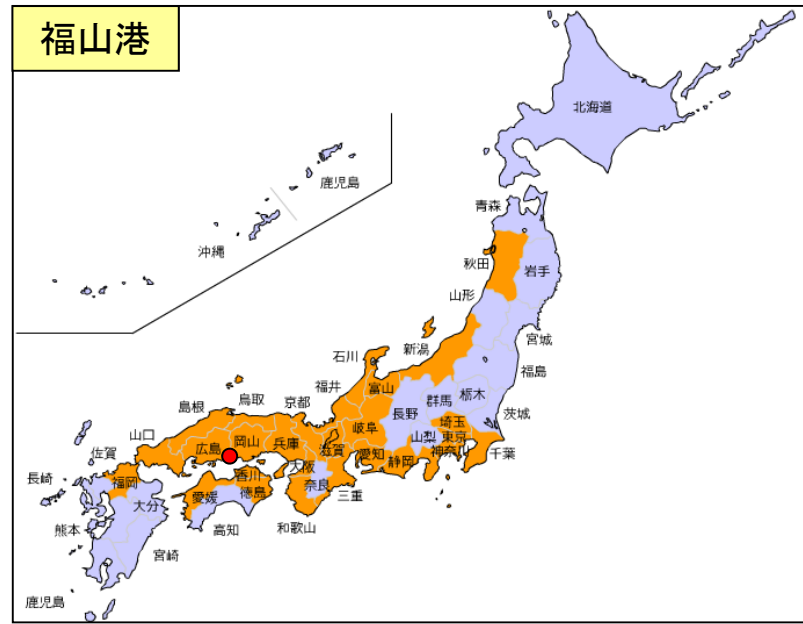 福山港
北海道
鹿児島
沖縄
青森
秋田
岩手
山形
宮城
新潟
石川
福島
富山
福井
長野
群馬
栃木
茨城
埼玉
東京
山梨
神奈川
千葉
岐阜
愛知
静岡
京都
鳥取
島根
山口
広島
岡山
兵庫
滋賀
大阪
奈良
三重
和歌山
香川
徳島
愛媛
高知
佐賀
長崎
福岡
大分
熊本
宮崎
鹿児島